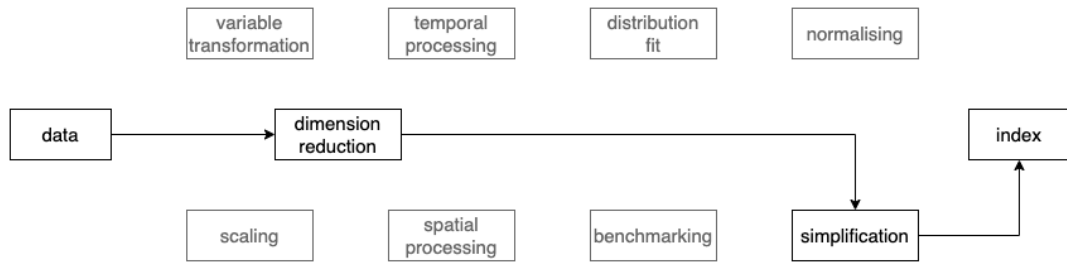 variable
transformation
temporal
processing
distribution
fit
normalising
data
dimension
reduction
index
scaling
spatial
processing
benchmarking
simplification